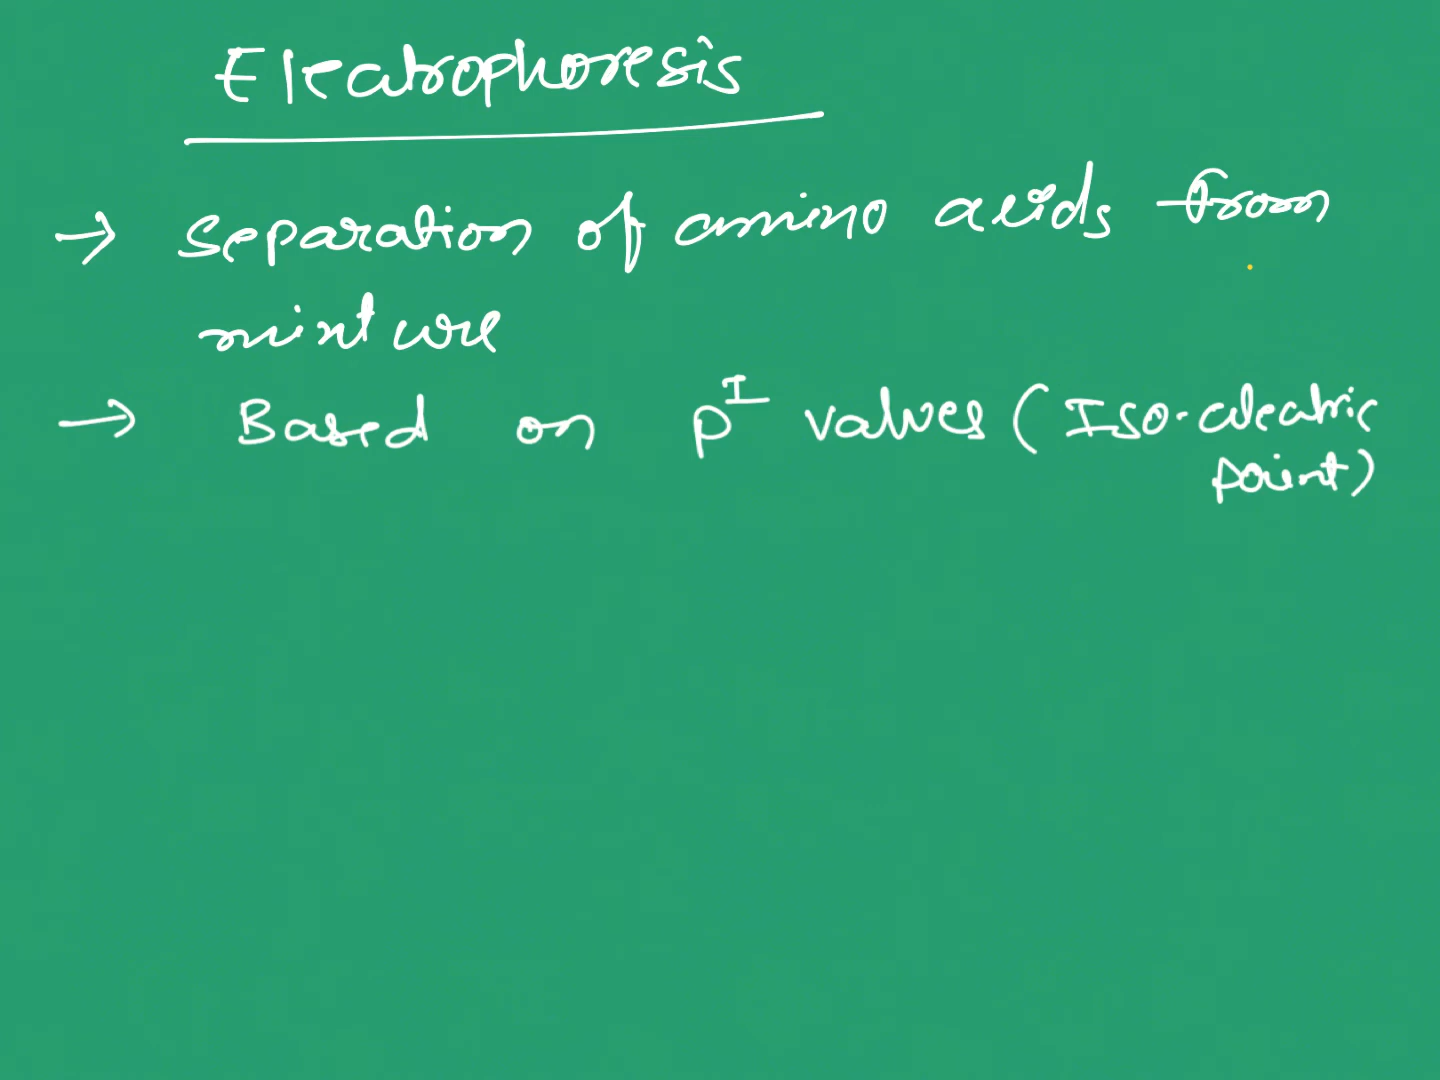 Electrophoresis
→ Separation of amino acids from
mixture
→ Based on pI values (Iso-electric
point)